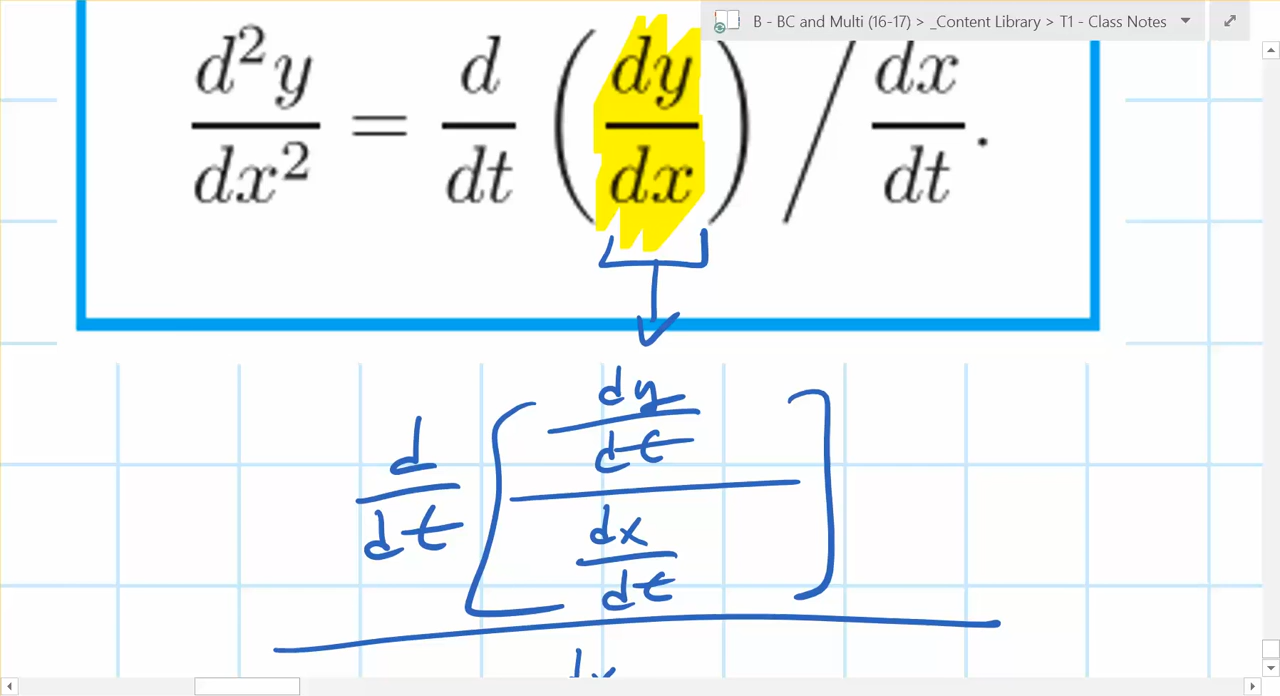 B - BC and Multi (16-17) > _Content Library > T1 - Class Notes
d²y/dx² = d/dt (dy/dx) / dx/dt.
d/dt [ dy/dt / dx/dt ]
dx